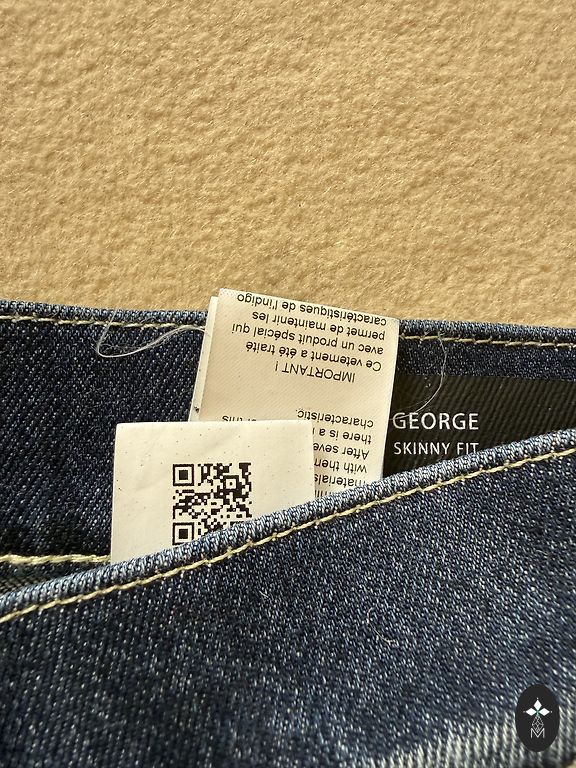 materials
with them
After
there is a this
characteristic.
IMPORTANT !
Ce vetement a été traité
avec un produit spécial qui
permet de maintenir les
caractéristiques de l'indigo
GEORGE
SKINNY FIT
M